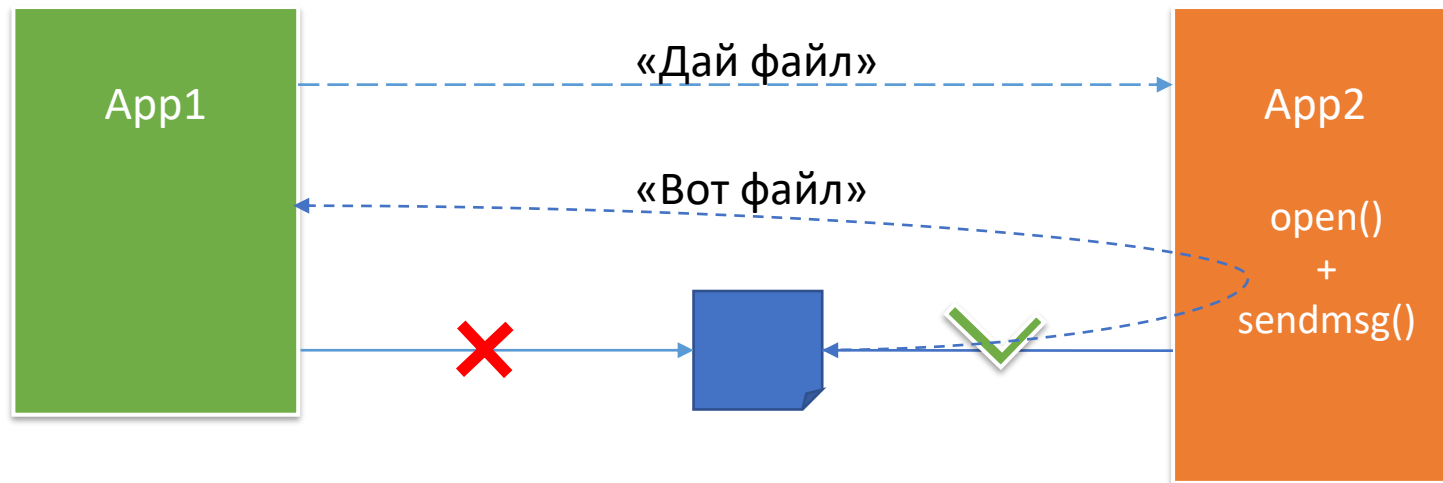 «Дай файл»
App1
App2
«Вот файл»
open()
+
sendmsg()